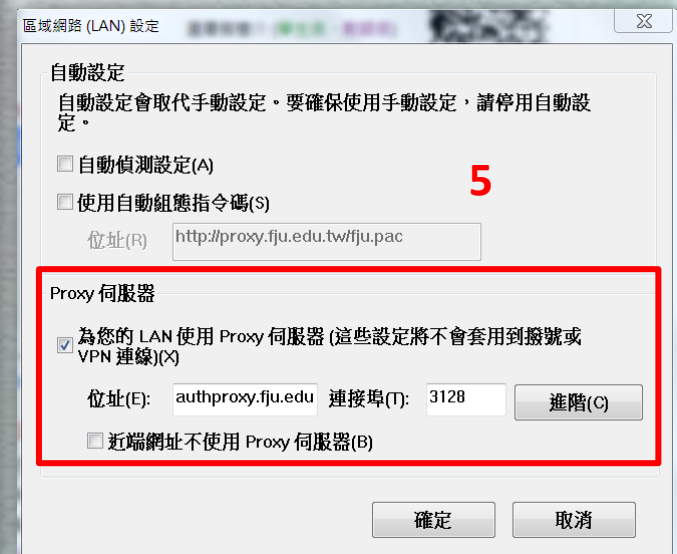 區域網路 (LAN) 設定
自動設定
自動設定會取代手動設定。要確保使用手動設定，請停用自動設
定。
自動偵測設定(A)
5
使用自動組態指令碼(S)
位址(R) http://proxy.fju.edu.tw/fju.pac
Proxy 伺服器
為您的 LAN 使用 Proxy 伺服器 (這些設定將不會套用到撥號或
VPN 連線)(X)
位址(E): authproxy.fju.edu 連接埠(T): 3128 進階(C)
近端網址不使用 Proxy 伺服器(B)
確定 取消